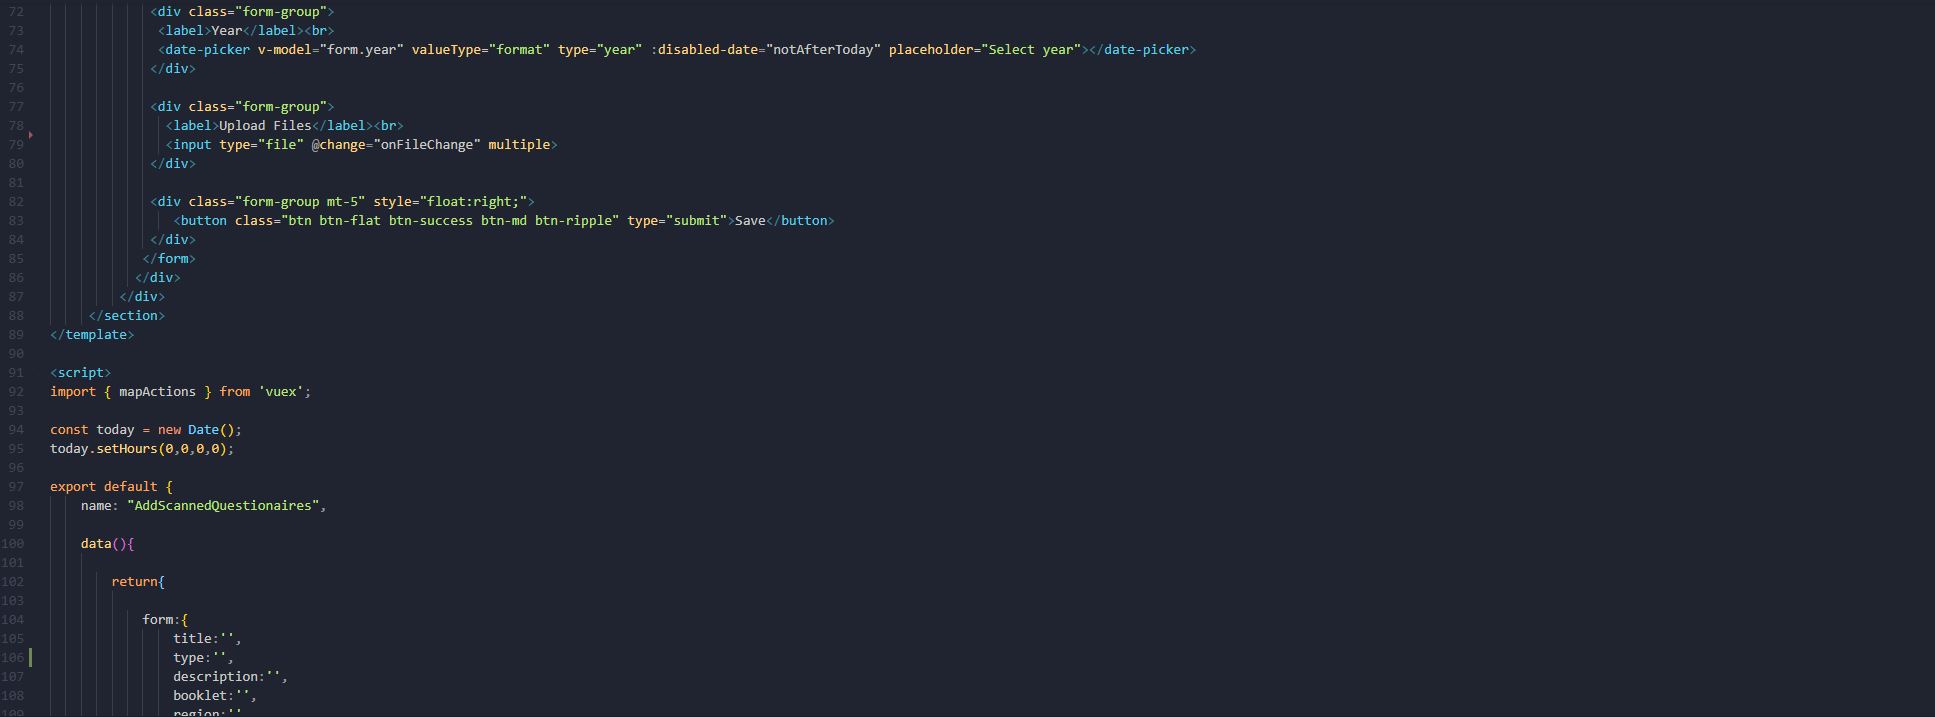 72 <div class="form-group">
73 <label>Year</label><br>
74 <date-picker v-model="form.year" valueType="format" type="year" :disabled-date="notAfterToday" placeholder="Select year"></date-picker>
75 </div>
76
77 <div class="form-group">
78 <label>Upload Files</label><br>
79 <input type="file" @change="onFileChange" multiple>
80 </div>
81
82 <div class="form-group mt-5" style="float:right;">
83 <button class="btn btn-flat btn-success btn-md btn-ripple" type="submit">Save</button>
84 </div>
85 </form>
86 </div>
87 </div>
88 </section>
89 </template>
90
91 <script>
92 import { mapActions } from 'vuex';
93
94 const today = new Date();
95 today.setHours(0,0,0,0);
96
97 export default {
98 name: "AddScannedQuestionaires",
99
100 data(){
101
102 return{
103
104 form:{
105 title:'',
106 type:'',
107 description:'',
108 booklet:'',
109 region:''